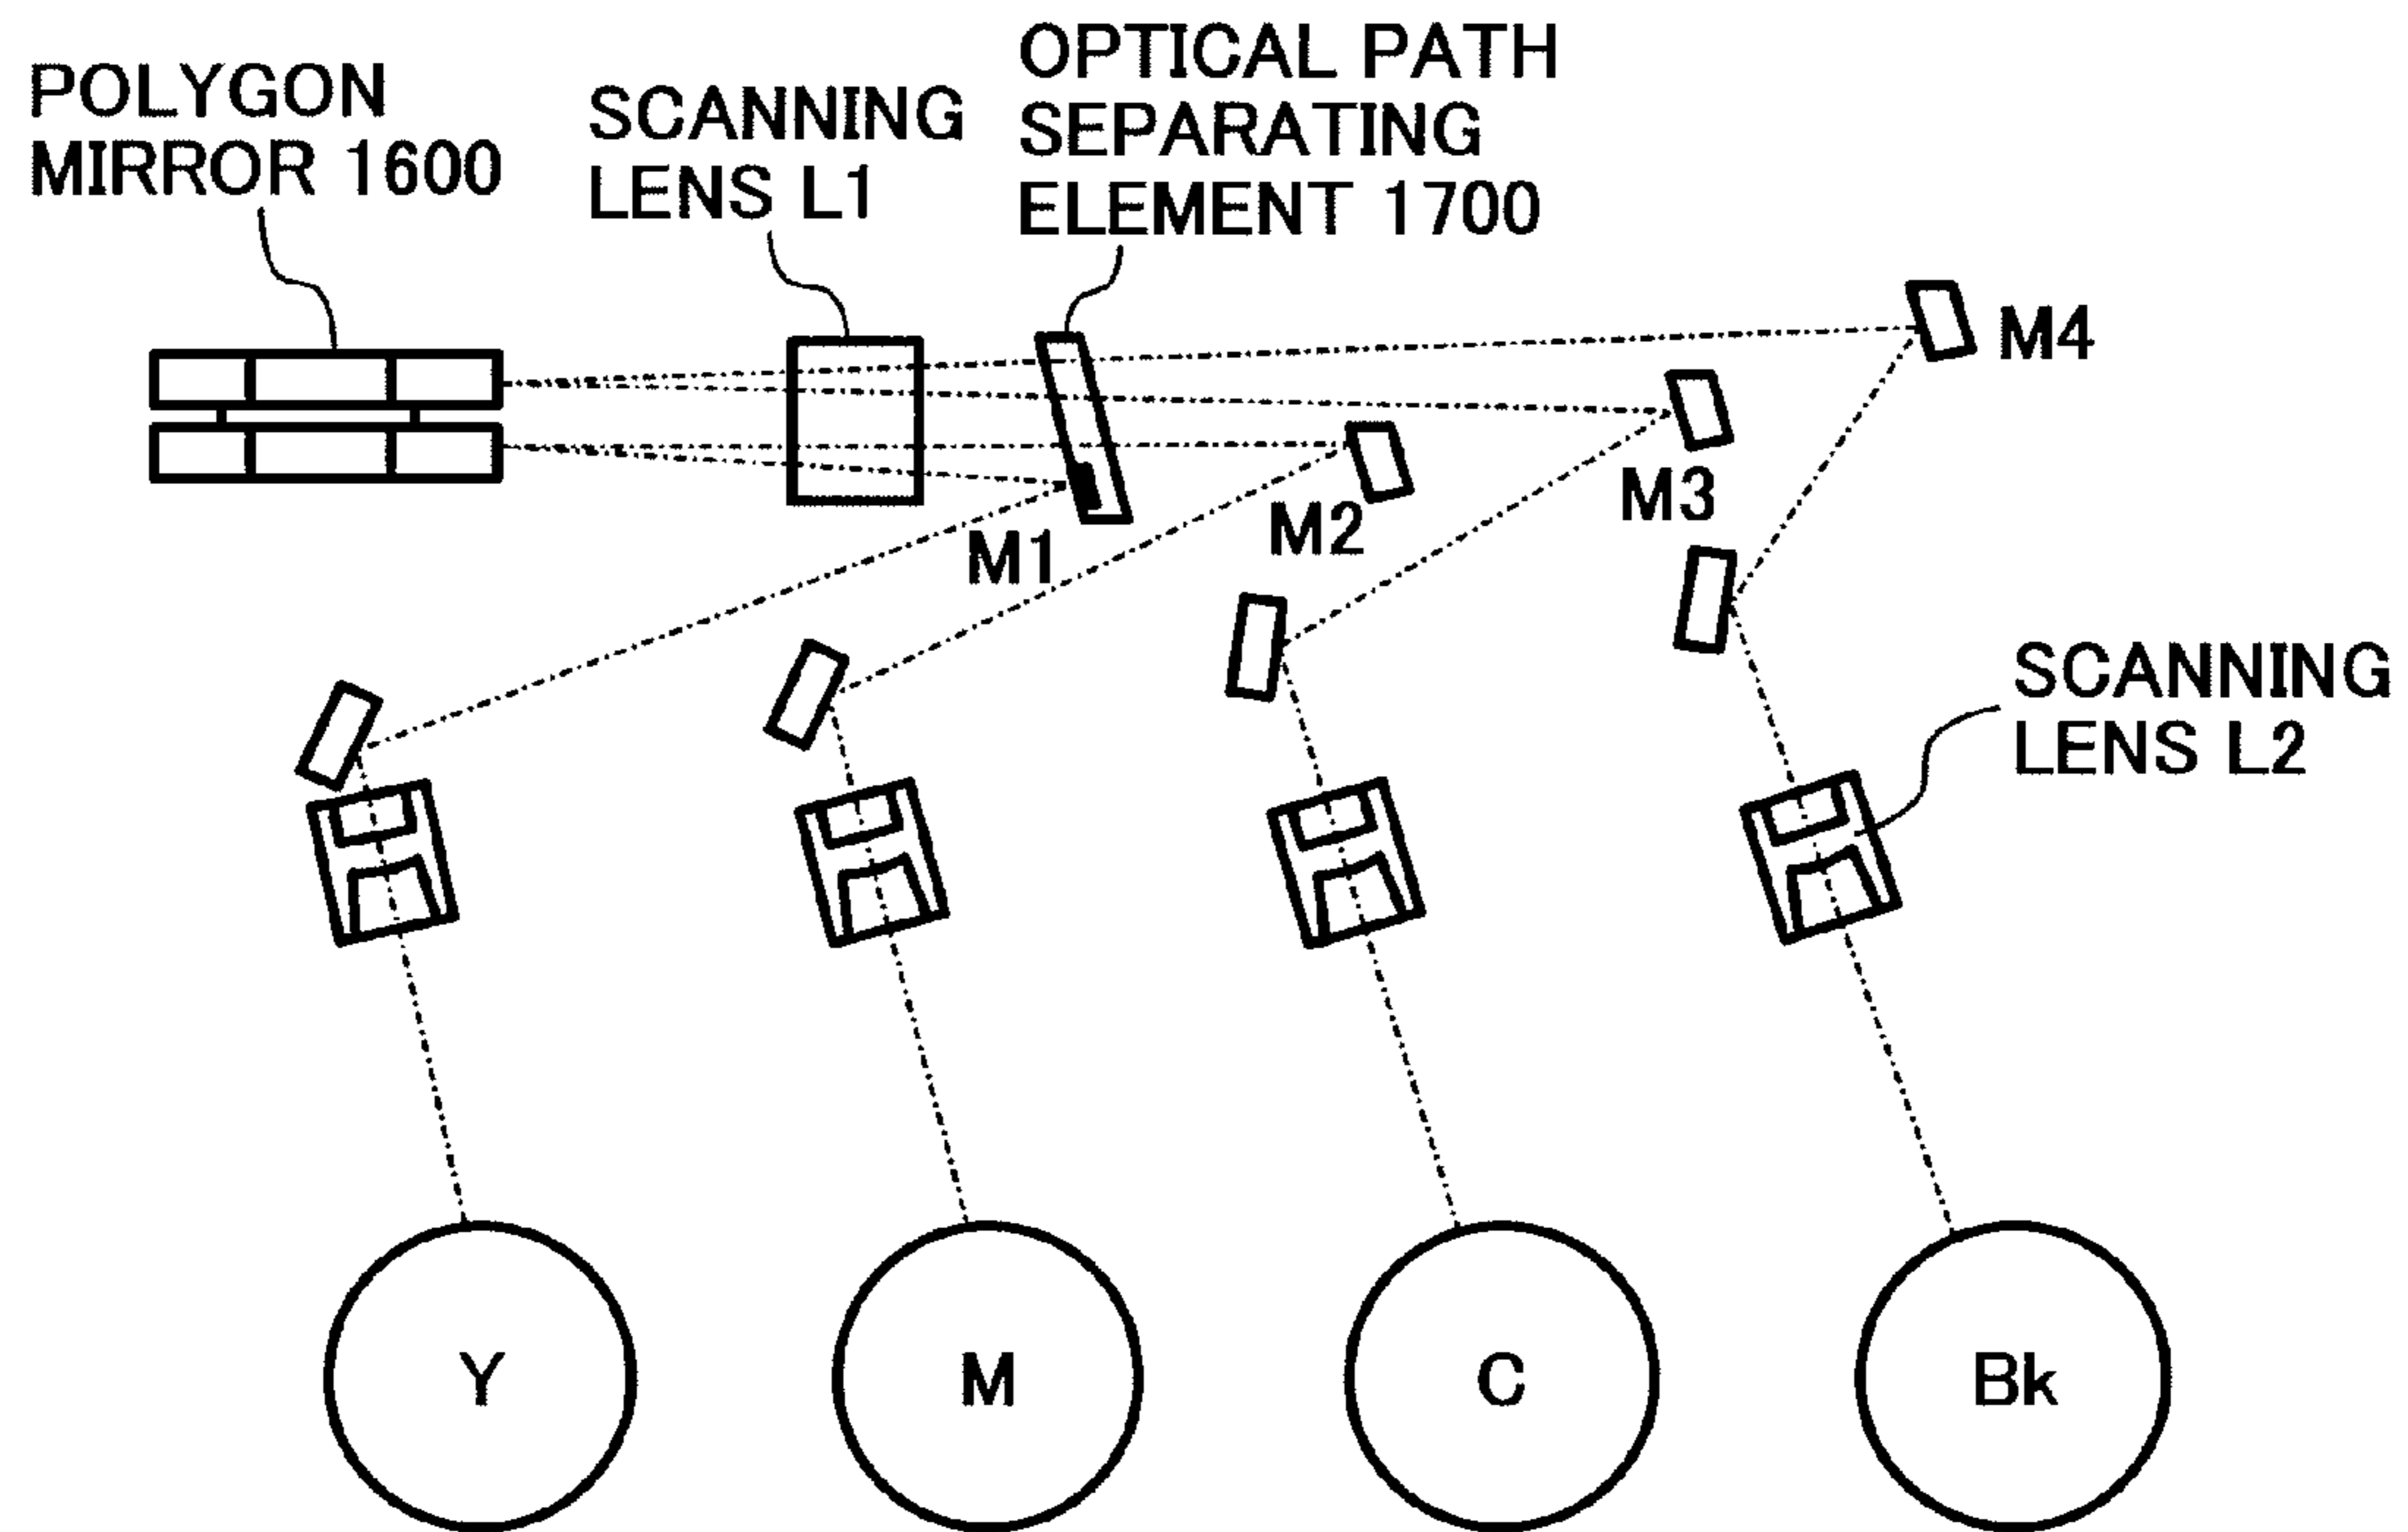 POLYGON
MIRROR 1600
SCANNING
LENS L1
OPTICAL PATH
SEPARATING
ELEMENT 1700
M4
M3
M2
M1
SCANNING
LENS L2
Y
M
C
Bk